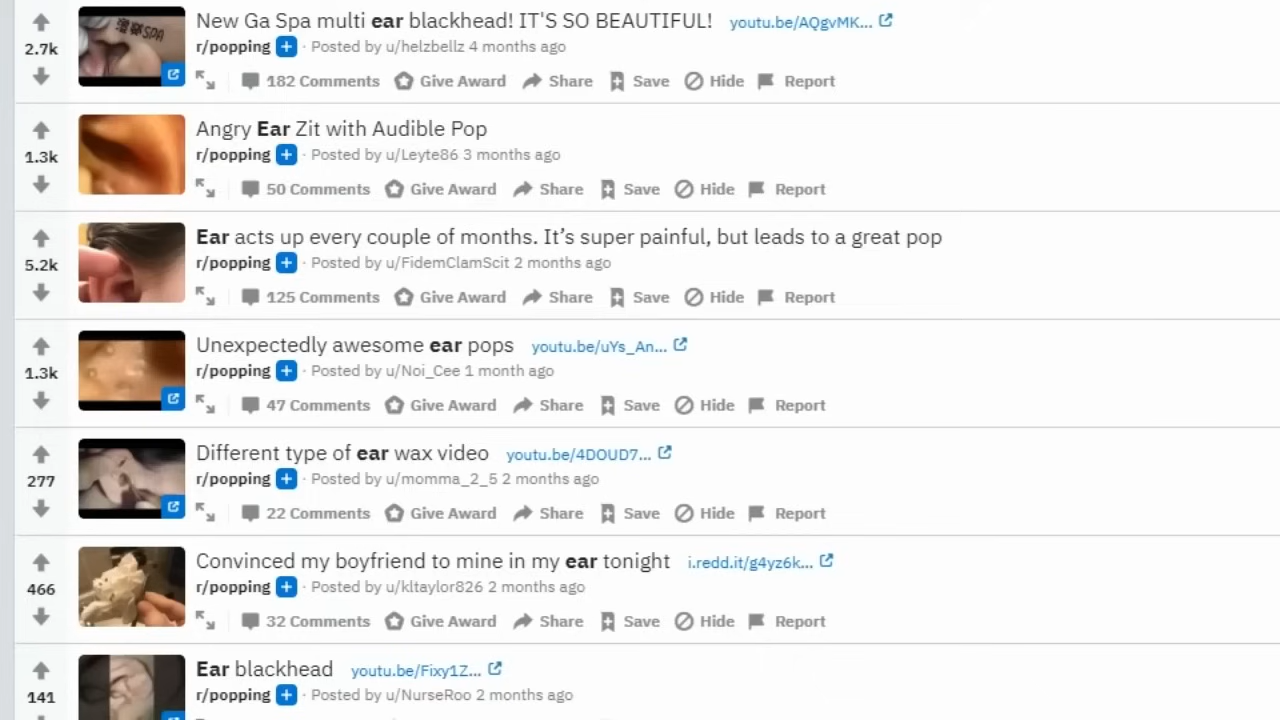 New Ga Spa multi ear blackhead! IT'S SO BEAUTIFUL! youtu.be/AQgvMK...
2.7k
r/popping · Posted by u/helzbellz 4 months ago
182 Comments Give Award Share Save Hide Report
Angry Ear Zit with Audible Pop
1.3k
r/popping · Posted by u/Leyte86 3 months ago
50 Comments Give Award Share Save Hide Report
Ear acts up every couple of months. It’s super painful, but leads to a great pop
5.2k
r/popping · Posted by u/FidemClamScit 2 months ago
125 Comments Give Award Share Save Hide Report
Unexpectedly awesome ear pops youtu.be/uYs_An...
1.3k
r/popping · Posted by u/Noi_Cee 1 month ago
47 Comments Give Award Share Save Hide Report
Different type of ear wax video youtu.be/4DOUD7...
277
r/popping · Posted by u/momma_2_5 2 months ago
22 Comments Give Award Share Save Hide Report
Convinced my boyfriend to mine in my ear tonight i.redd.it/g4yz6k...
466
r/popping · Posted by u/kltaylor826 2 months ago
32 Comments Give Award Share Save Hide Report
Ear blackhead youtu.be/Fixy1Z...
141
r/popping · Posted by u/NurseRoo 2 months ago